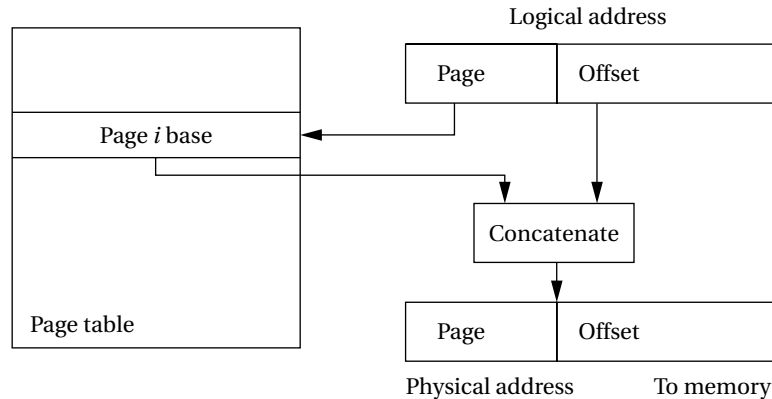 Logical address
Page Offset
Page i base
Concatenate
Page table
Page Offset
Physical address To memory